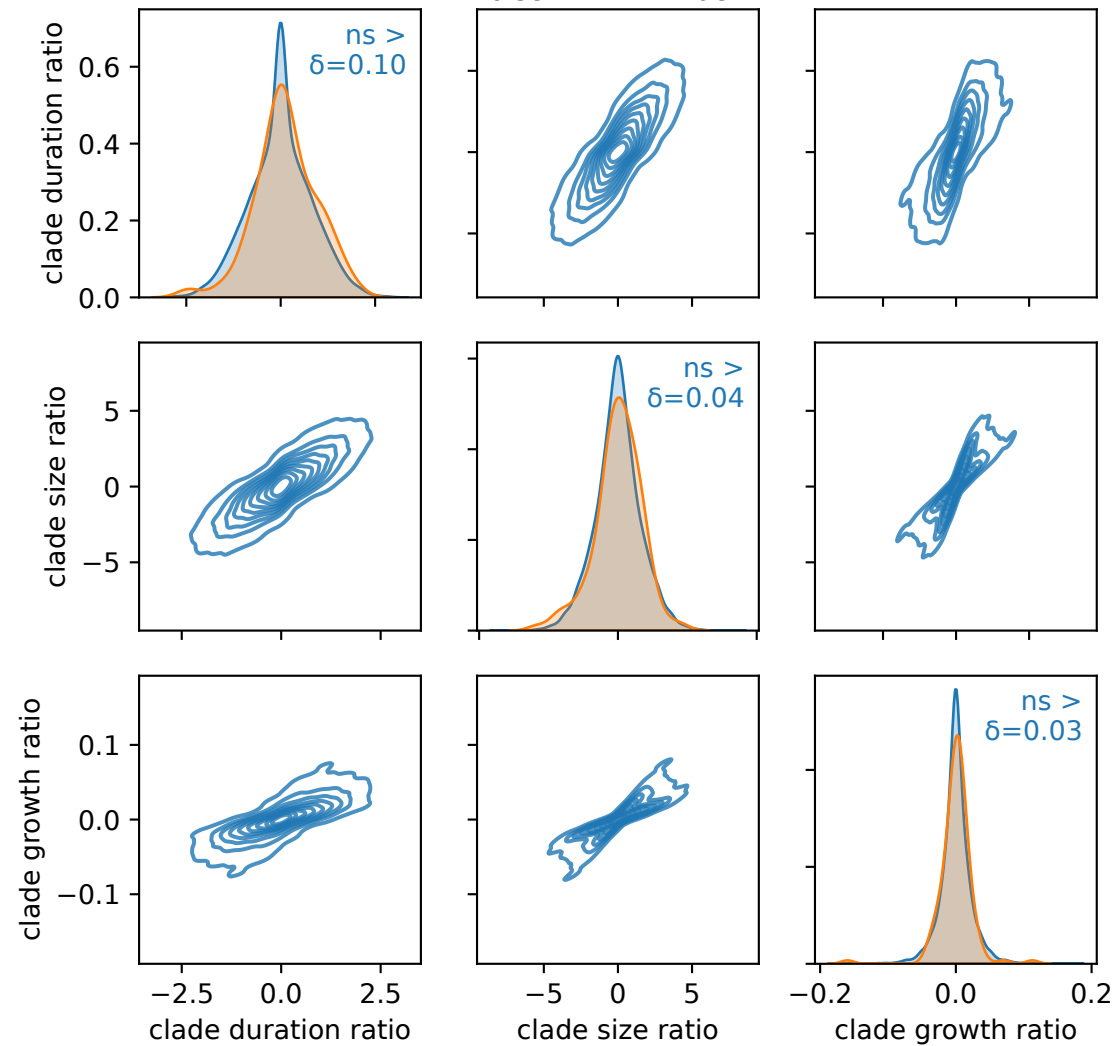 clade duration ratio
0.6
0.4
0.2
0.0
ns >
δ=0.10
clade size ratio
5
0
−5
ns >
δ=0.04
clade growth ratio
0.1
0.0
−0.1
ns >
δ=0.03
−2.5 0.0 2.5
−5 0 5
−0.2 0.0 0.2
clade duration ratio
clade size ratio
clade growth ratio